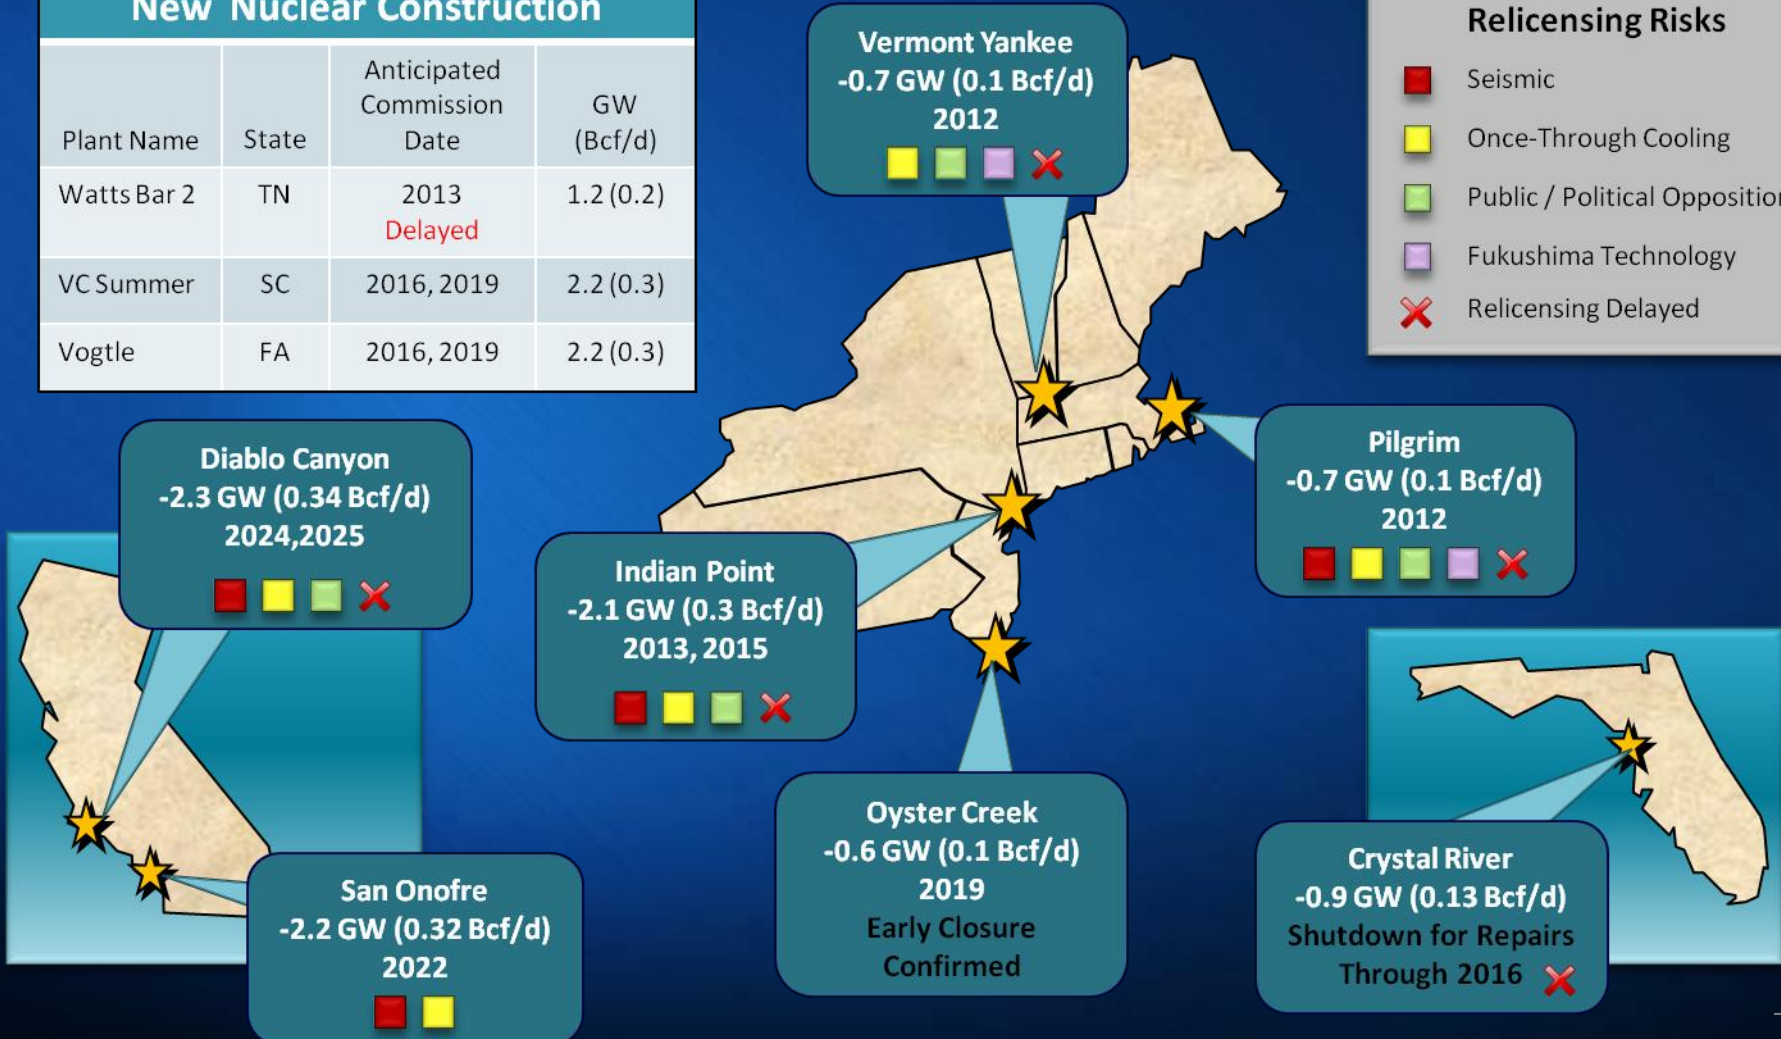 New Nuclear Construction
Plant Name
State
Anticipated
Commission
Date
GW
(Bcf/d)
Watts Bar 2
TN
2013
Delayed
1.2 (0.2)
VC Summer
SC
2016, 2019
2.2 (0.3)
Vogtle
FA
2016, 2019
2.2 (0.3)
Vermont Yankee
-0.7 GW (0.1 Bcf/d)
2012
Relicensing Risks
Seismic
Once-Through Cooling
Public / Political Opposition
Fukushima Technology
Relicensing Delayed
Diablo Canyon
-2.3 GW (0.34 Bcf/d)
2024,2025
Indian Point
-2.1 GW (0.3 Bcf/d)
2013, 2015
Pilgrim
-0.7 GW (0.1 Bcf/d)
2012
San Onofre
-2.2 GW (0.32 Bcf/d)
2022
Oyster Creek
-0.6 GW (0.1 Bcf/d)
2019
Early Closure
Confirmed
Crystal River
-0.9 GW (0.13 Bcf/d)
Shutdown for Repairs
Through 2016